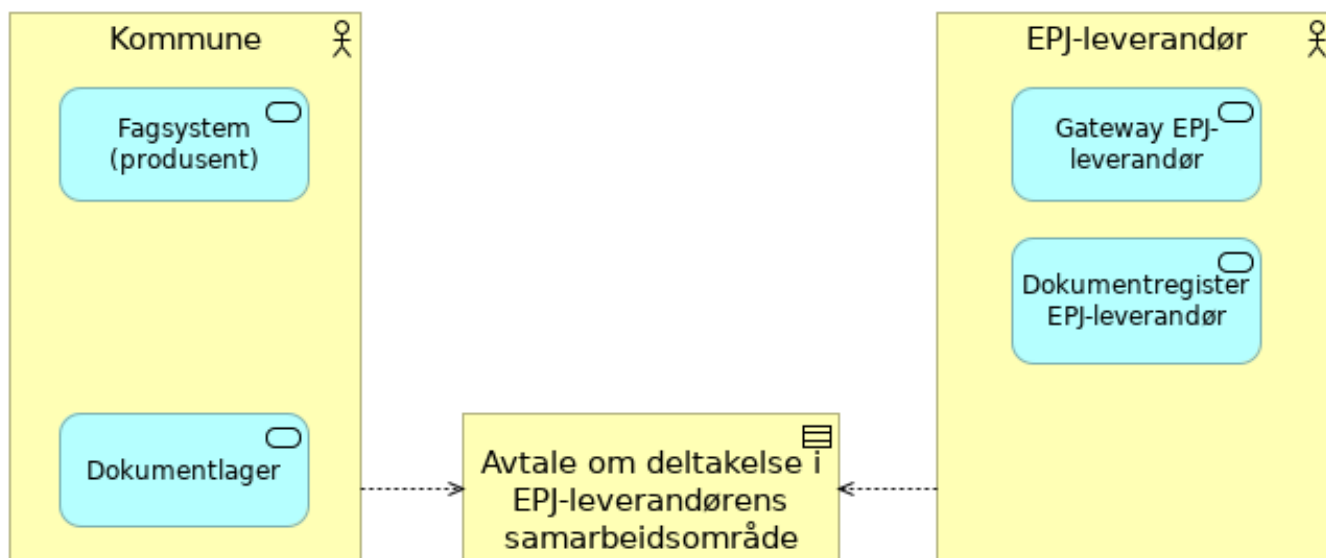 Kommune
Fagsystem
(produsent)
Dokumentlager
Avtale om deltakelse i
EPJ-leverandørens
samarbeidsområde
EPJ-leverandør
Gateway EPJ-
leverandør
Dokumentregister
EPJ-leverandør